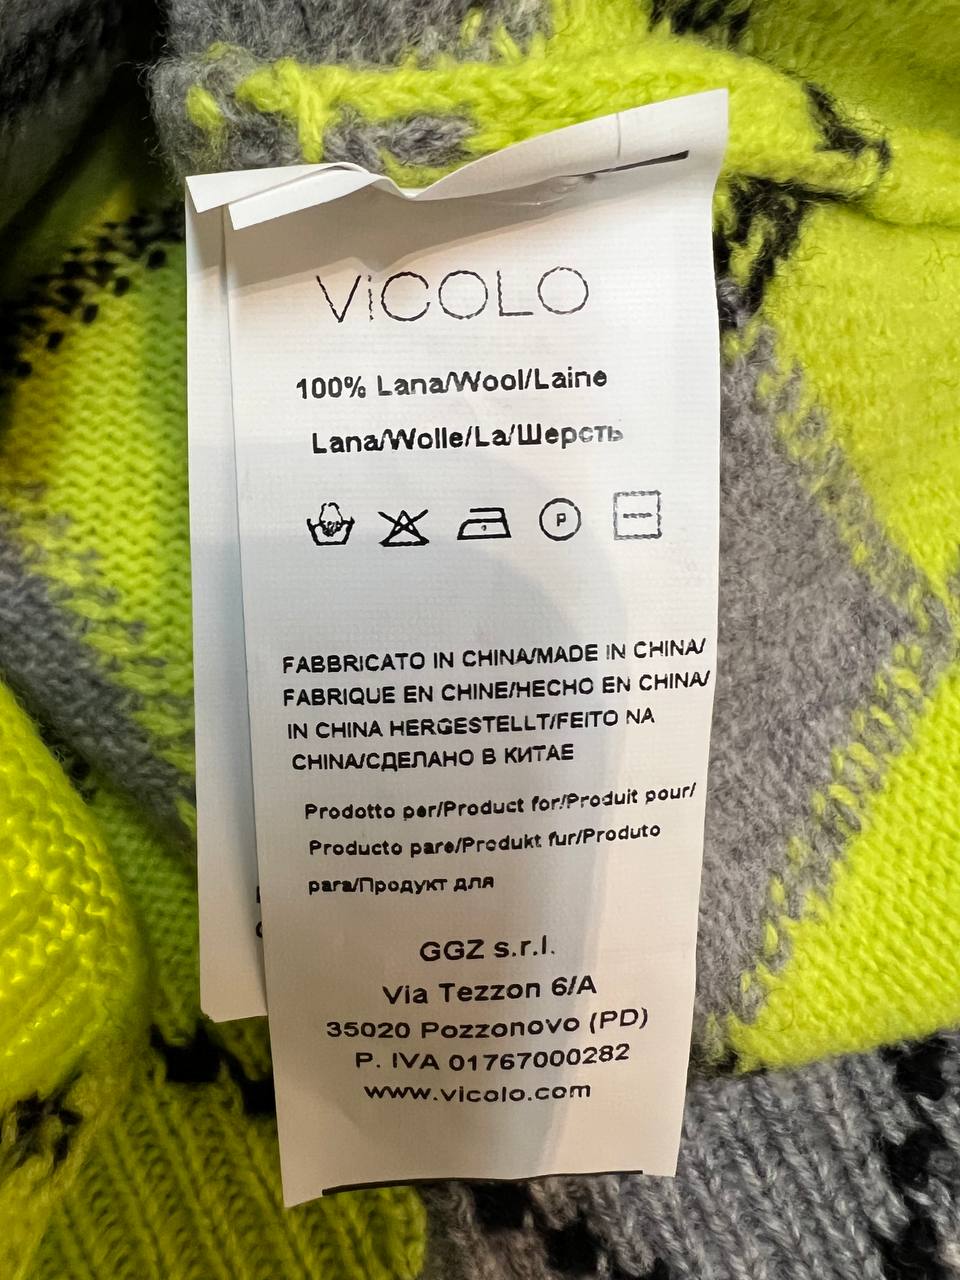 ViCOLO
100% Lana/Wool/Laine
Lana/Wolle/La/Шерсть
P
FABBRICATO IN CHINA/MADE IN CHINA/
FABRIQUE EN CHINE/HECHO EN CHINA/
IN CHINA HERGESTELLT/FEITO NA
CHINA/СДЕЛАНО В КИТАЕ
Prodotto per/Product for/Produit pour/
Producto para/Produkt fur/Produto
para/Продукт для
GGZ s.r.l.
Via Tezzon 6/A
35020 Pozzonovo (PD)
P. IVA 01767000282
www.vicolo.com